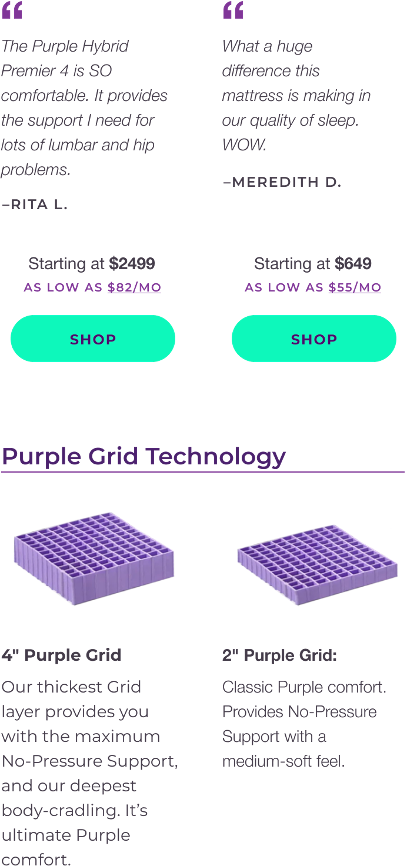 “
The Purple Hybrid
Premier 4 is SO
comfortable. It provides
the support I need for
lots of lumbar and hip
problems.
–RITA L.
Starting at $2499
AS LOW AS $82/MO
SHOP
“
What a huge
difference this
mattress is making in
our quality of sleep.
WOW.
–MEREDITH D.
Starting at $649
AS LOW AS $55/MO
SHOP
Purple Grid Technology
4" Purple Grid
Our thickest Grid
layer provides you
with the maximum
No-Pressure Support,
and our deepest
body-cradling. It’s
ultimate Purple
comfort.
2" Purple Grid:
Classic Purple comfort.
Provides No-Pressure
Support with a
medium-soft feel.